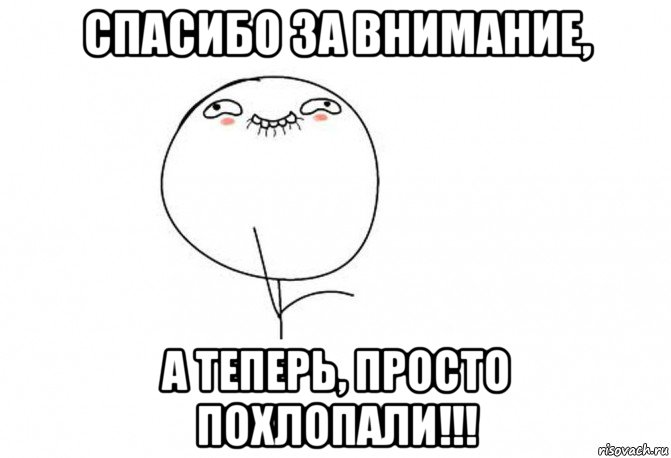 СПАСИБО ЗА ВНИМАНИЕ,
А ТЕПЕРЬ, ПРОСТО
ПОХЛОПАЛИ!!!
risovach.ru